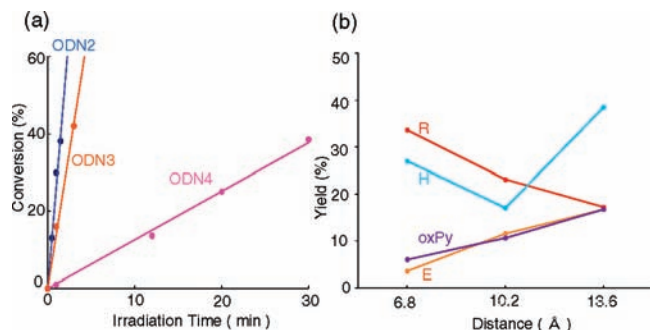 (a)
ODN2
60
40
20
0
ODN3
ODN4
Conversion (%)
0 10 20 30
Irradiation Time ( min )
(b)
50
40
30
20
10
0
R
H
oxPy
E
Yield (%)
6.8 10.2 13.6
Distance ( Å )